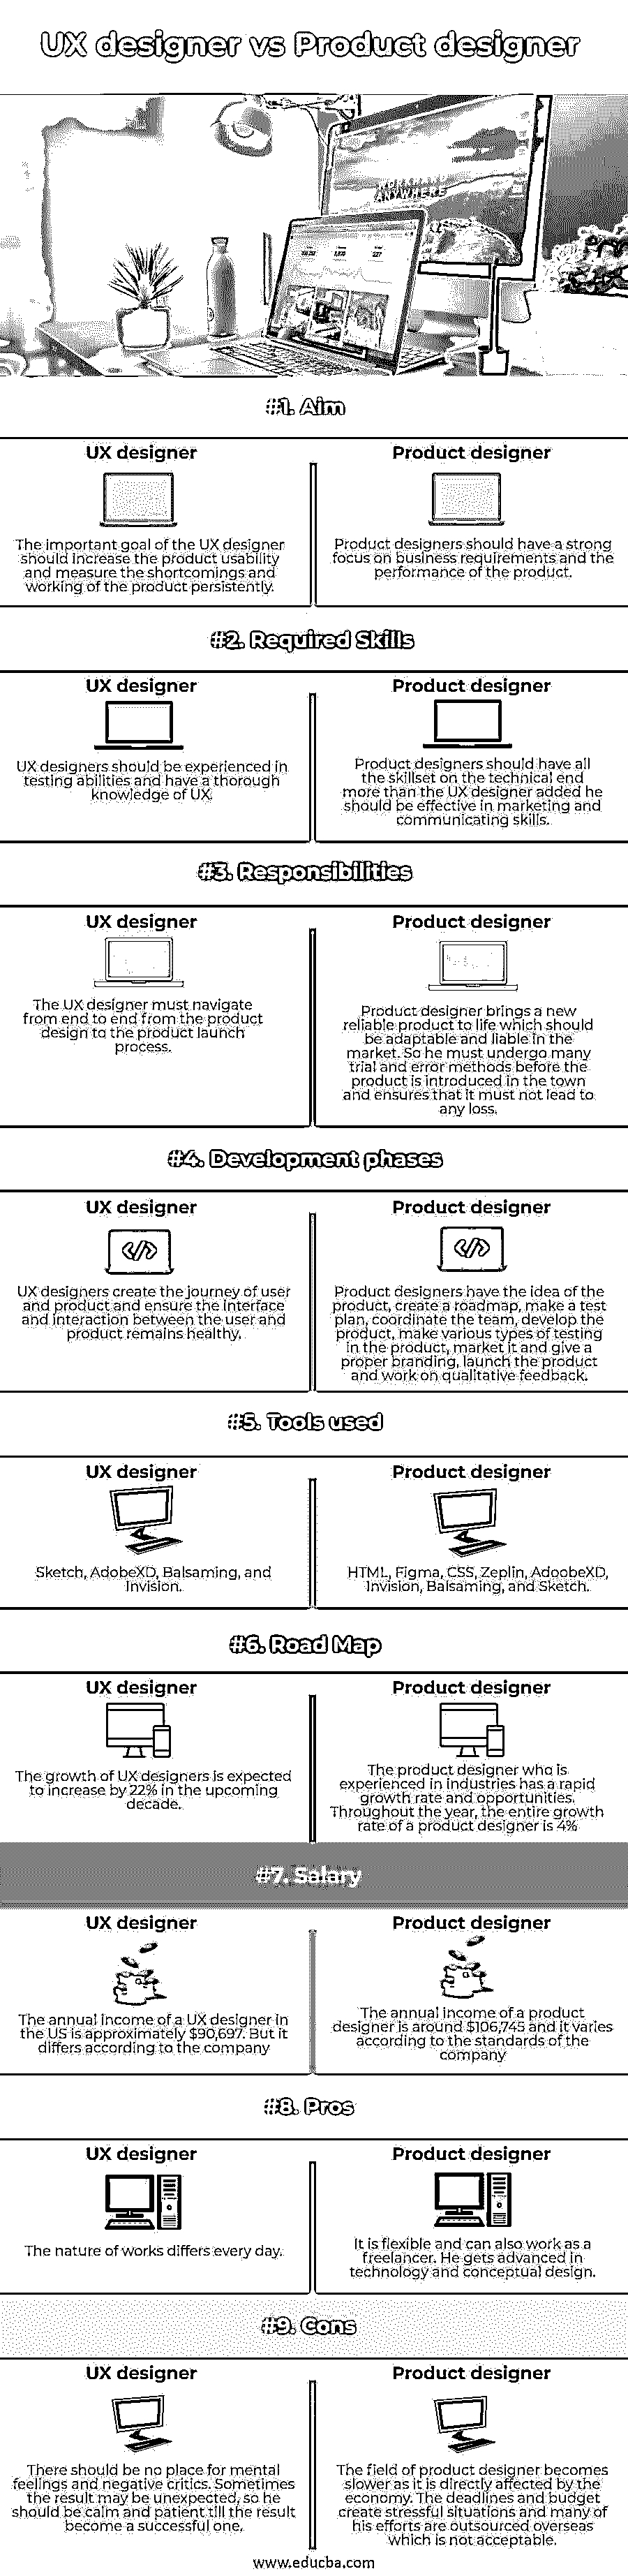 UX designer vs Product designer
ANYWHERE
#1. Aim
UX designer
The important goal of the UX designer
should increase the product usability
and measure the shortcomings and
working of the product persistently.
Product designer
Product designers should have a strong
focus on business requirements and the
performance of the product.
#2. Required Skills
UX designer
UX designers should be experienced in
testing abilities and have a thorough
knowledge of UX.
Product designer
Product designers should have all
the skillset on the technical end
more than the UX designer added he
should be effective in marketing and
communicating skills.
#3. Responsibilities
UX designer
The UX designer must navigate
from end to end from the product
design to the product launch
process.
Product designer
Product designer brings a new
reliable product to life which should
be adaptable and liable in the
market. So he must undergo many
trial and error methods before the
product is introduced in the town
and ensures that it must not lead to
any loss.
#4. Development phases
UX designer
UX designers create the journey of user
and product and ensure the interface
and interaction between the user and
product remains healthy.
Product designer
Product designers have the idea of the
product, create a roadmap, make a test
plan, coordinate the team, develop the
product, make various types of testing
in the product, market it and give a
proper branding, launch the product
and work on qualitative feedback.
#5. Tools used
UX designer
Sketch, AdobeXD, Balsaming, and
Invision.
Product designer
HTML, Figma, CSS, Zeplin, AdoobeXD,
Invision, Balsaming, and Sketch.
#6. Road Map
UX designer
The growth of UX designers is expected
to increase by 22% in the upcoming
decade.
Product designer
The product designer who is
experienced in industries has a rapid
growth rate and opportunities.
Throughout the year, the entire growth
rate of a product designer is 4%
#7. Salary
UX designer
The annual income of a UX designer in
the US is approximately $90,697. But it
differs according to the company
Product designer
The annual income of a product
designer is around $106,745 and it varies
according to the standards of the
company
#8. Pros
UX designer
The nature of works differs every day.
Product designer
It is flexible and can also work as a
freelancer. He gets advanced in
technology and conceptual design.
#9. Cons
UX designer
There should be no place for mental
feelings and negative critics. Sometimes
the result may be unexpected, so he
should be calm and patient till the result
become a successful one.
Product designer
The field of product designer becomes
slower as it is directly affected by the
economy. The deadlines and budget
create stressful situations and many of
his efforts are outsourced overseas
which is not acceptable.
www.educba.com